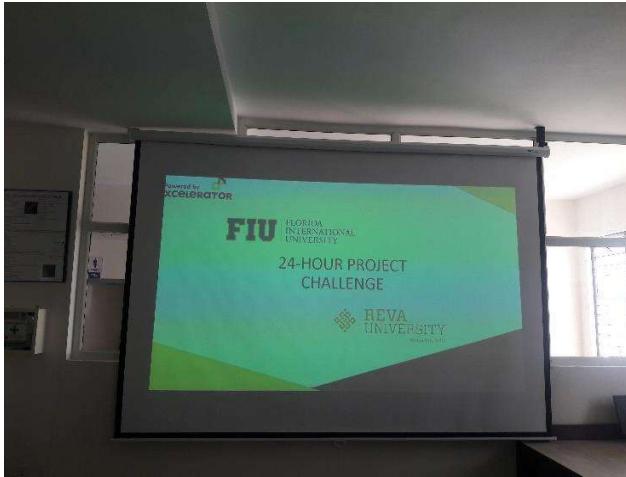 Powered by
XCELERATOR
FIU
FLORIDA
INTERNATIONAL
UNIVERSITY
24-HOUR PROJECT
CHALLENGE
REVA
UNIVERSITY